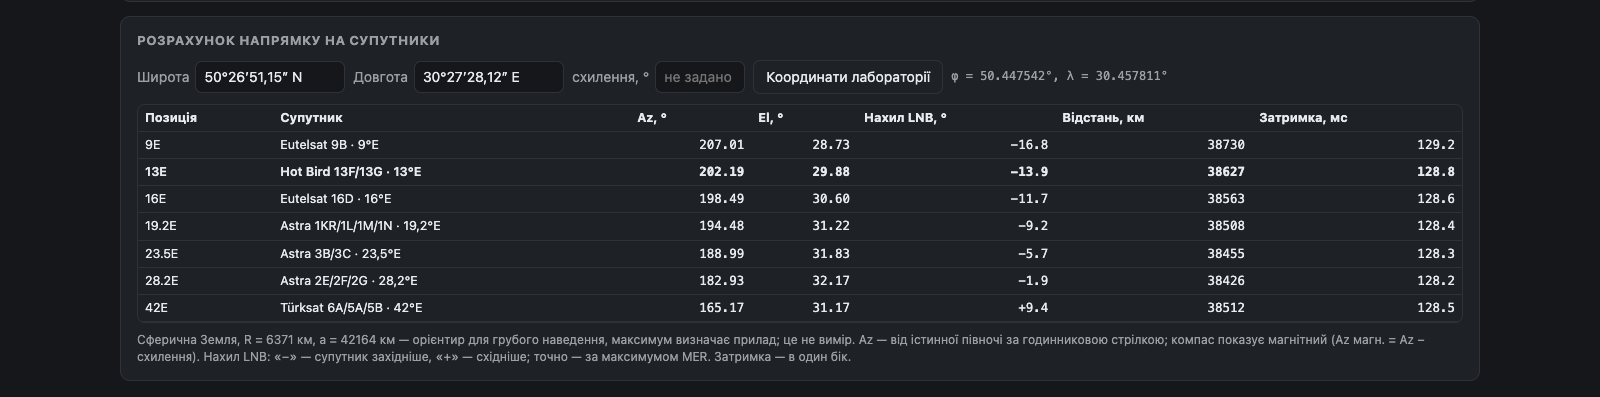 РОЗРАХУНОК НАПРЯМКУ НА СУПУТНИКИ
Широта 50°26′51,15″ N Довгота 30°27′28,12″ E схилення, ° не задано Координати лабораторії φ = 50.447542°, λ = 30.457811°
Позиція Супутник Az, ° El, ° Нахил LNB, ° Відстань, км Затримка, мс
9E Eutelsat 9B · 9°E 207.01 28.73 −16.8 38730 129.2
13E Hot Bird 13F/13G · 13°E 202.19 29.88 −13.9 38627 128.8
16E Eutelsat 16D · 16°E 198.49 30.60 −11.7 38563 128.6
19.2E Astra 1KR/1L/1M/1N · 19,2°E 194.48 31.22 −9.2 38508 128.4
23.5E Astra 3B/3C · 23,5°E 188.99 31.83 −5.7 38455 128.3
28.2E Astra 2E/2F/2G · 28,2°E 182.93 32.17 −1.9 38426 128.2
42E Türksat 6A/5A/5B · 42°E 165.17 31.17 +9.4 38512 128.5
Сферична Земля, R = 6371 км, a = 42164 км — орієнтир для грубого наведення, максимум визначає прилад; це не вимір. Az — від істинної півночі за годинниковою стрілкою; компас показує магнітний (Az магн. = Az −
схилення). Нахил LNB: «−» — супутник західніше, «+» — східніше; точно — за максимумом MER. Затримка — в один бік.